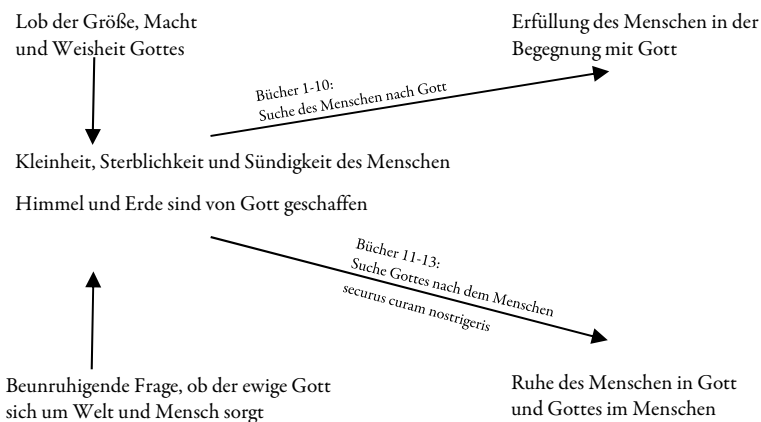 Lob der Größe, Macht
und Weisheit Gottes
Erfüllung des Menschen in der
Begegnung mit Gott
Bücher 1-10:
Suche des Menschen nach Gott
Kleinheit, Sterblichkeit und Sündigkeit des Menschen
Himmel und Erde sind von Gott geschaffen
Bücher 11-13:
Suche Gottes nach dem Menschen
securus curam nostrigeris
Beunruhigende Frage, ob der ewige Gott
sich um Welt und Mensch sorgt
Ruhe des Menschen in Gott
und Gottes im Menschen